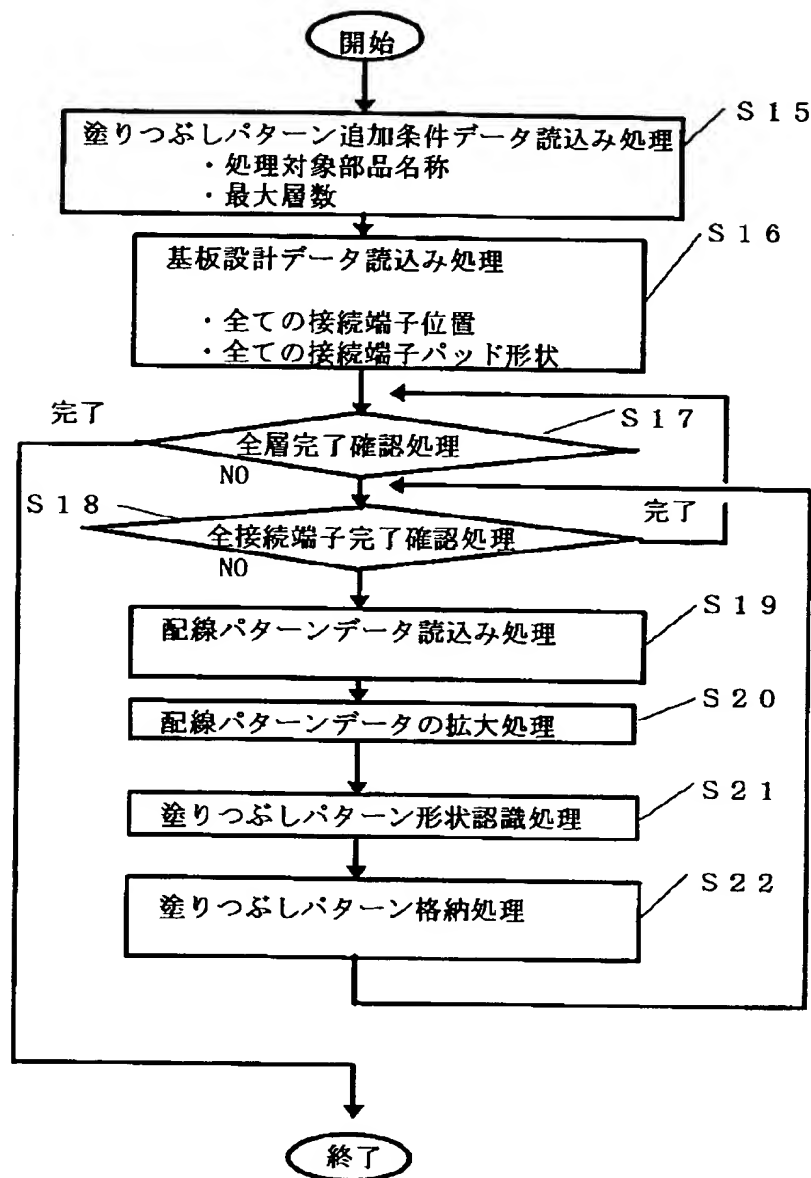 開始
S15
塗りつぶしパターン追加条件データ読込み処理
・処理対象部品名称
・最大層数
S16
基板設計データ読込み処理
・全ての接続端子位置
・全ての接続端子パッド形状
完了
S17
全層完了確認処理
NO
S18
完了
全接続端子完了確認処理
NO
S19
配線パターンデータ読込み処理
S20
配線パターンデータの拡大処理
S21
塗りつぶしパターン形状認識処理
S22
塗りつぶしパターン格納処理
終了